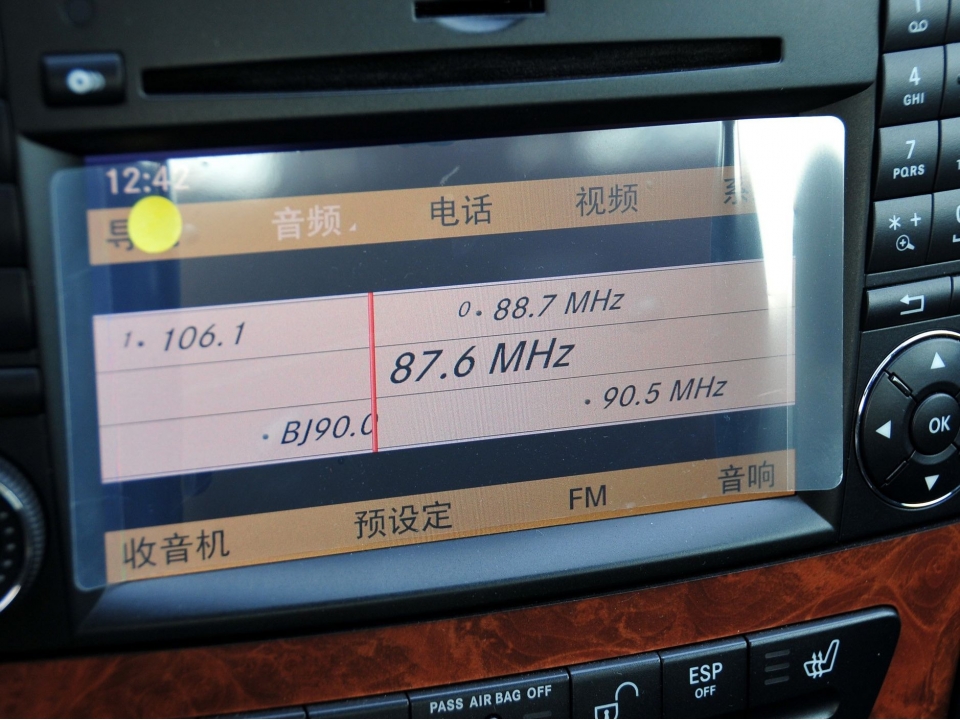 12:42
音频 电话 视频
1. 106.1
0. 88.7 MHz
87.6 MHz
. BJ90.0
. 90.5 MHz
收音机 预设定 FM 音响
1
4
GHI
7
PQRS
* +
OK
PASS AIR BAG OFF
ESP
OFF